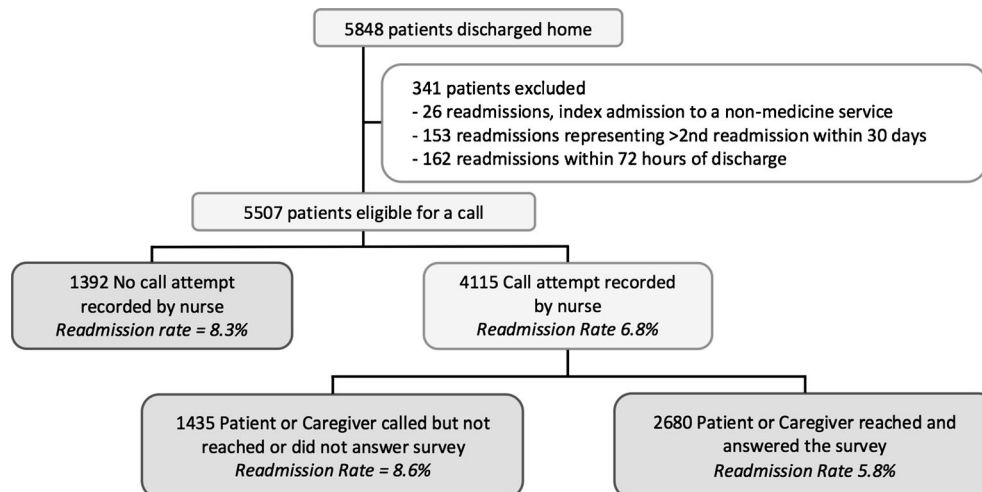 5848 patients discharged home
341 patients excluded
- 26 readmissions, index admission to a non-medicine service
- 153 readmissions representing >2nd readmission within 30 days
- 162 readmissions within 72 hours of discharge
5507 patients eligible for a call
1392 No call attempt
recorded by nurse
Readmission rate = 8.3%
4115 Call attempt recorded
by nurse
Readmission Rate 6.8%
1435 Patient or Caregiver called but not
reached or did not answer survey
Readmission Rate = 8.6%
2680 Patient or Caregiver reached and
answered the survey
Readmission Rate 5.8%